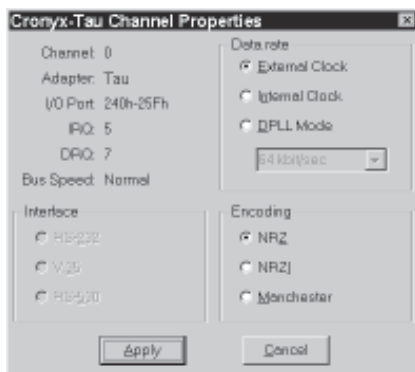 Cronyx-Tau Channel Properties
Channel: 0
Adapter: Tau
I/O Port: 240h-25Fh
IRQ: 5
DRQ: 7
Bus Speed: Normal
Data rate
External Clock
Internal Clock
DPLL Mode
64 kbit/sec
Interface
RS-232
V.35
RS-530
Encoding
NRZ
NRZI
Manchester
Apply
Cancel